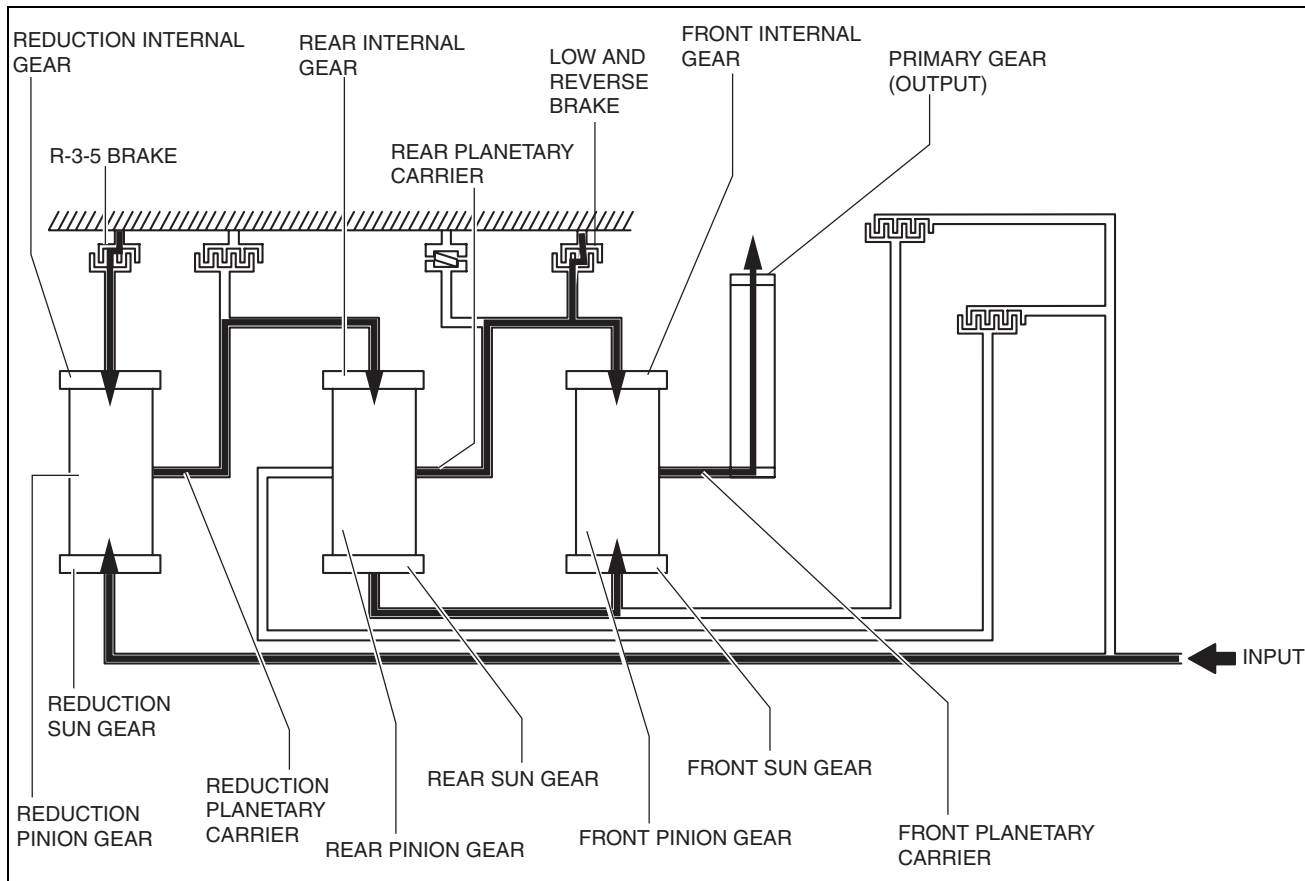 REDUCTION INTERNAL
GEAR
REAR INTERNAL
GEAR
LOW AND
REVERSE
BRAKE
FRONT INTERNAL
GEAR
PRIMARY GEAR
(OUTPUT)
R-3-5 BRAKE
REAR PLANETARY
CARRIER
INPUT
REDUCTION
SUN GEAR
REDUCTION
PINION GEAR
REDUCTION
PLANETARY
CARRIER
REAR SUN GEAR
REAR PINION GEAR
FRONT SUN GEAR
FRONT PINION GEAR
FRONT PLANETARY
CARRIER